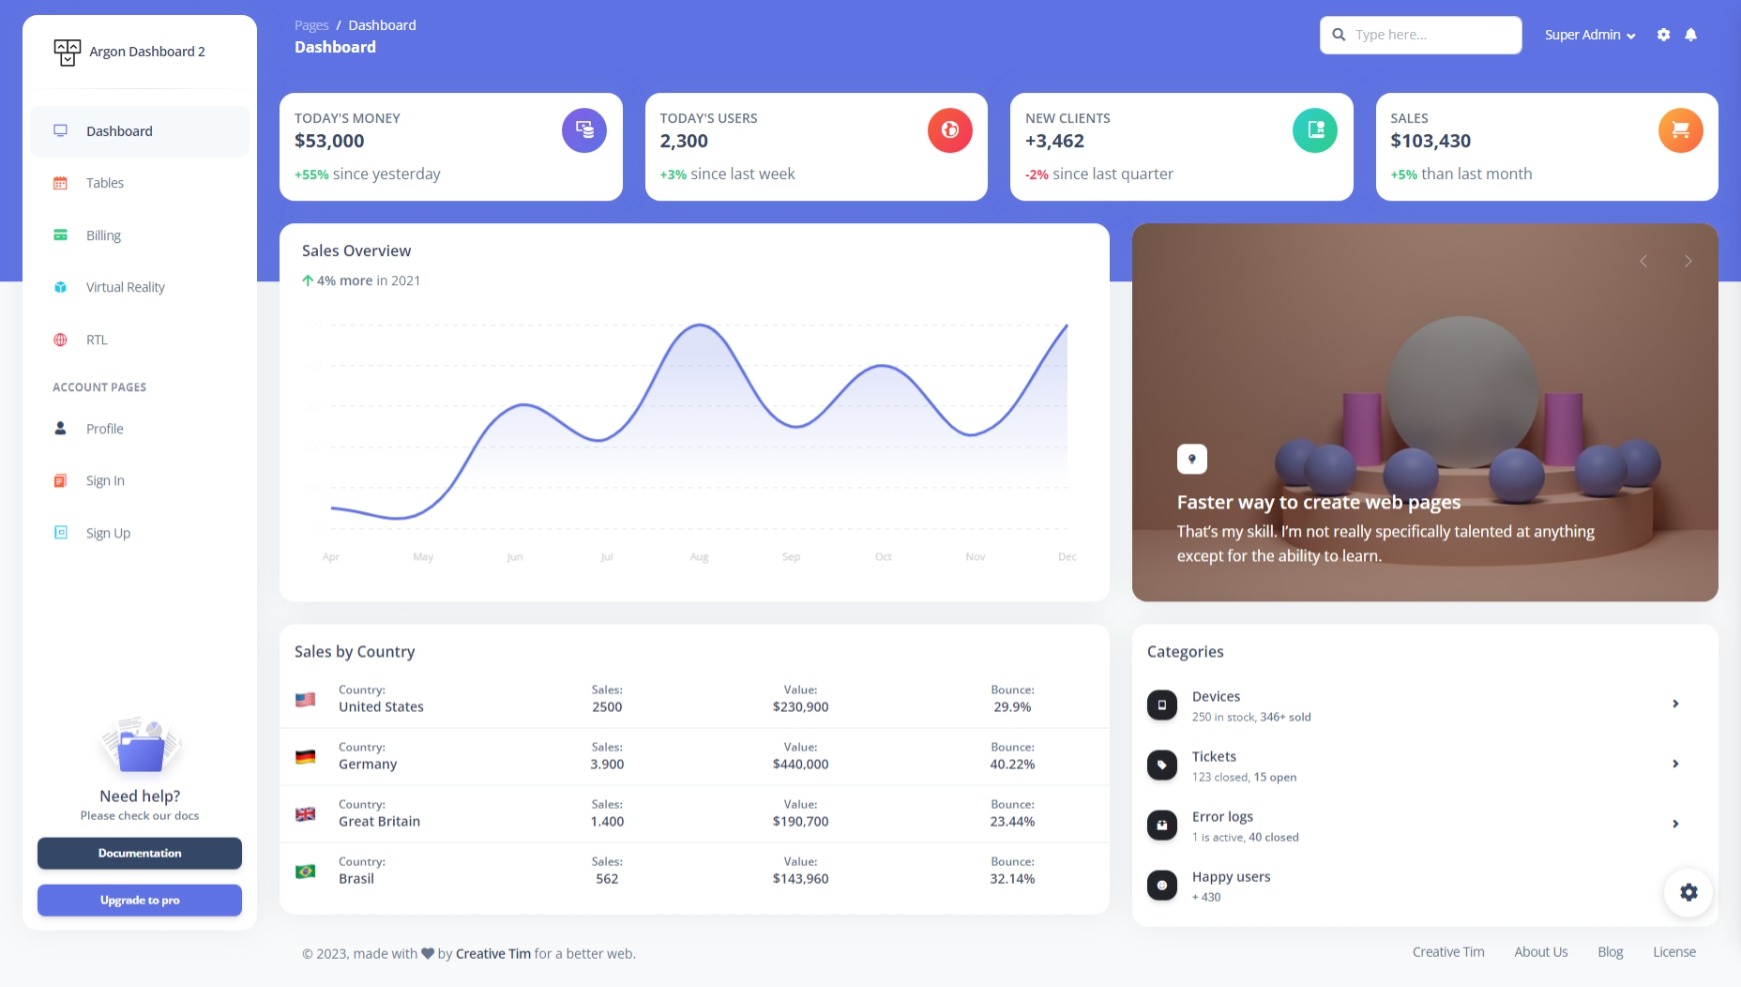 Argon Dashboard 2
Dashboard
Tables
Billing
Virtual Reality
RTL
ACCOUNT PAGES
Profile
Sign In
Sign Up
Need help?
Please check our docs
Documentation
Upgrade to pro
Pages / Dashboard
Dashboard
Type here...
Super Admin
TODAY'S MONEY
$53,000
+55% since yesterday
TODAY'S USERS
2,300
+3% since last week
NEW CLIENTS
+3,462
-2% since last quarter
SALES
$103,430
+5% than last month
Sales Overview
4% more in 2021
Apr May Jun Jul Aug Sep Oct Nov Dec
Faster way to create web pages
That's my skill. I'm not really specifically talented at anything
except for the ability to learn.
Sales by Country
Country: Sales: Value: Bounce:
United States 2500 $230,900 29.9%
Country: Sales: Value: Bounce:
Germany 3.900 $440,000 40.22%
Country: Sales: Value: Bounce:
Great Britain 1.400 $190,700 23.44%
Country: Sales: Value: Bounce:
Brasil 562 $143,960 32.14%
Categories
Devices
250 in stock, 346+ sold
Tickets
123 closed, 15 open
Error logs
1 is active, 40 closed
Happy users
+ 430
© 2023, made with by Creative Tim for a better web.
Creative Tim About Us Blog License